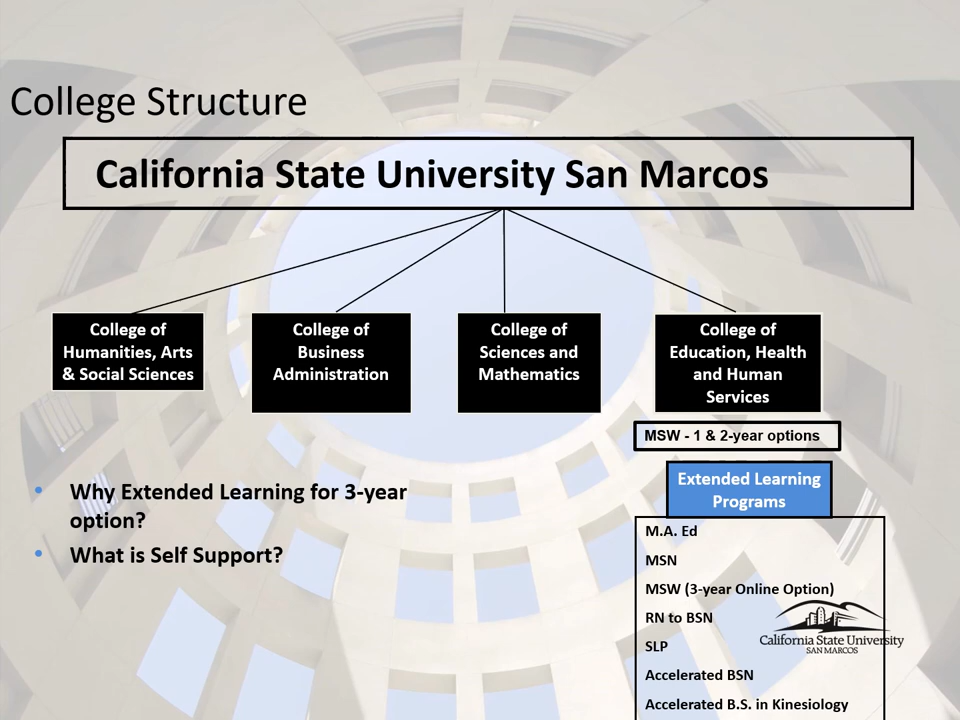 College Structure
California State University San Marcos
College of
Humanities, Arts
& Social Sciences
College of
Business
Administration
College of
Sciences and
Mathematics
College of
Education, Health
and Human
Services
MSW - 1 & 2-year options
Extended Learning
Programs
• Why Extended Learning for 3-year
option?
• What is Self Support?
M.A. Ed
MSN
MSW (3-year Online Option)
RN to BSN
SLP
Accelerated BSN
Accelerated B.S. in Kinesiology
California State University
SAN MARCOS